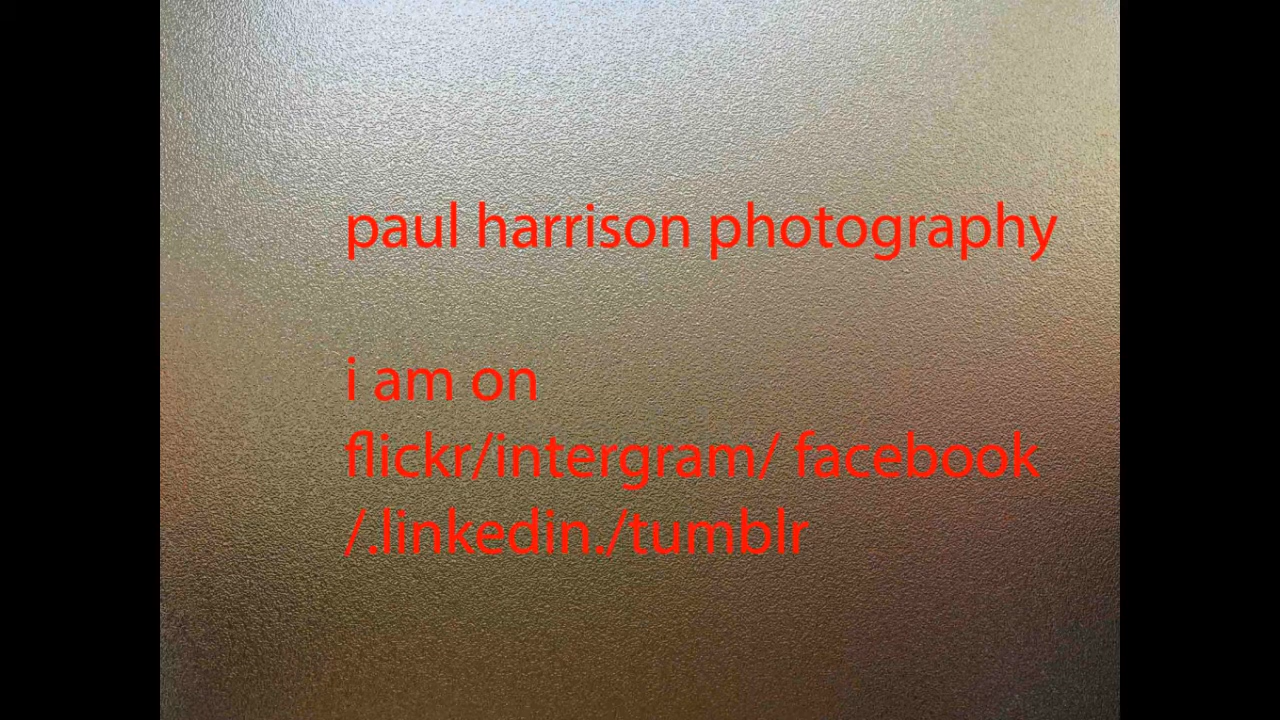 paul harrison photography
i am on
flickr/intergram/ facebook
/.linkedin./tumblr